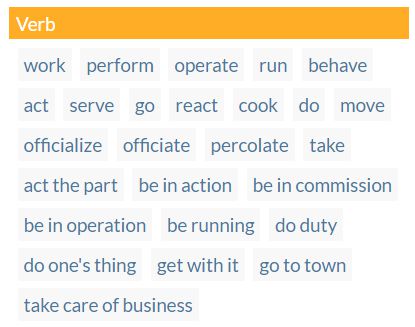 Verb
work perform operate run behave
act serve go react cook do move
officialize officiate percolate take
act the part be in action be in commission
be in operation be running do duty
do one's thing get with it go to town
take care of business